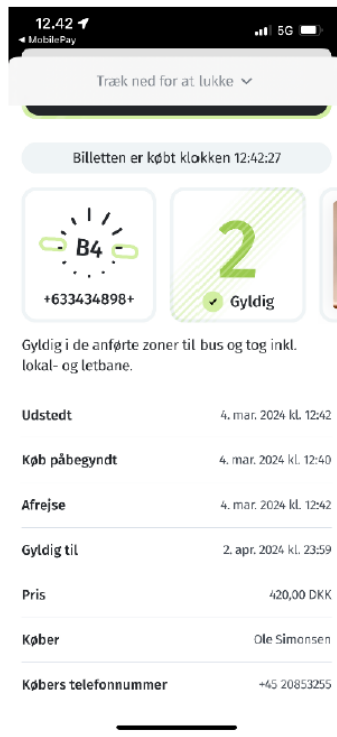 12.42
5G
MobilePay
Træk ned for at lukke
Billetten er købt klokken 12:42:27
B4
2
+633434898+
Gyldig
Gyldig i de anførte zoner til bus og tog inkl.
lokal- og letbane.
Udstedt 4. mar. 2024 kl. 12:42
Køb påbegyndt 4. mar. 2024 kl. 12:40
Afrejse 4. mar. 2024 kl. 12:42
Gyldig til 2. apr. 2024 kl. 23:59
Pris 420,00 DKK
Køber Ole Simonsen
Købers telefonnummer +45 20853255